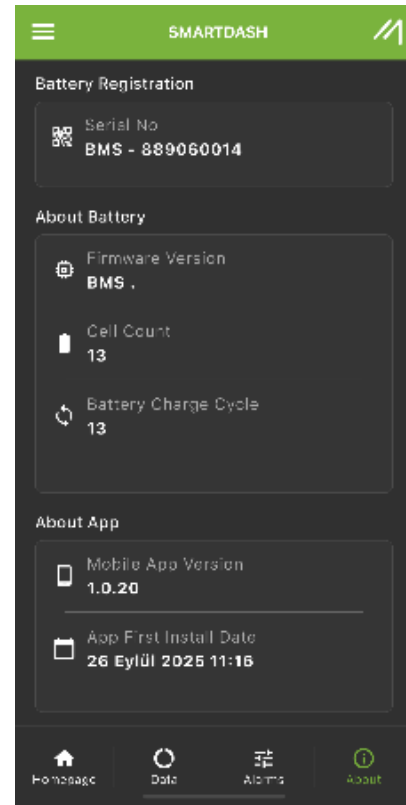 SMARTDASH
Battery Registration
Serial No
BMS - 889060014
About Battery
Firmware Version
BMS .
Cell Count
13
Battery Charge Cycle
13
About App
Mobile App Version
1.0.20
App First Install Date
26 Eylül 2025 11:16
Homepage
Data
Alarms
About